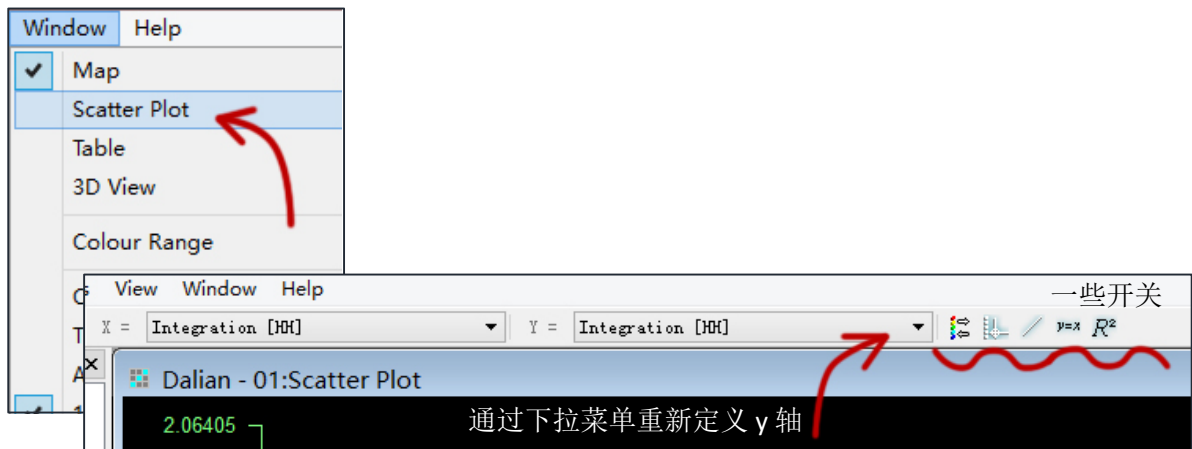 Window Help
Map
Scatter Plot
Table
3D View
Colour Range
View Window Help
一些开关
X = Integration [HH] Y = Integration [HH] y=x R²
Dalian - 01:Scatter Plot
2.06405
通过下拉菜单重新定义 y 轴